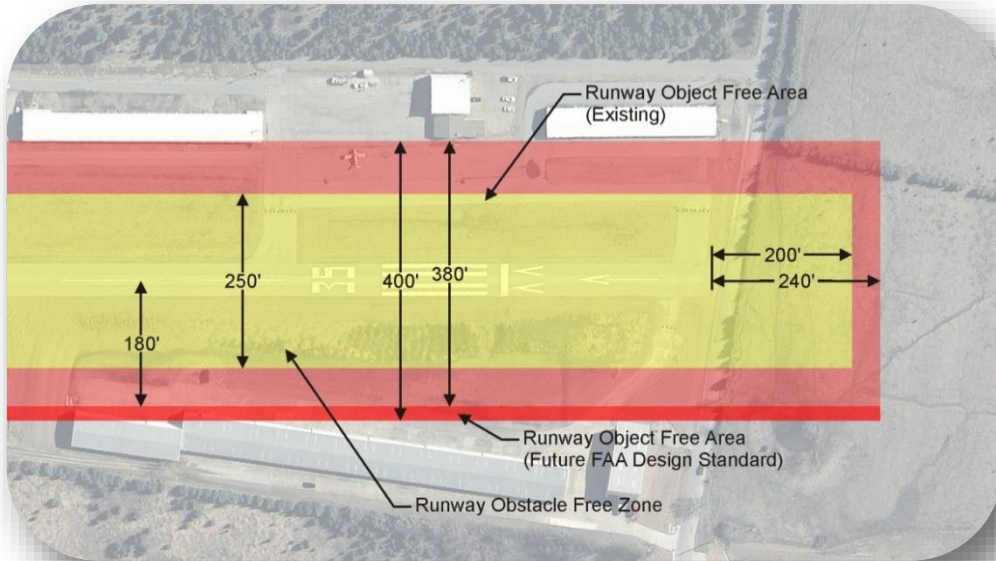 Runway Object Free Area
(Existing)
200'
250'
400'
380'
240'
35
180'
Runway Object Free Area
(Future FAA Design Standard)
Runway Obstacle Free Zone